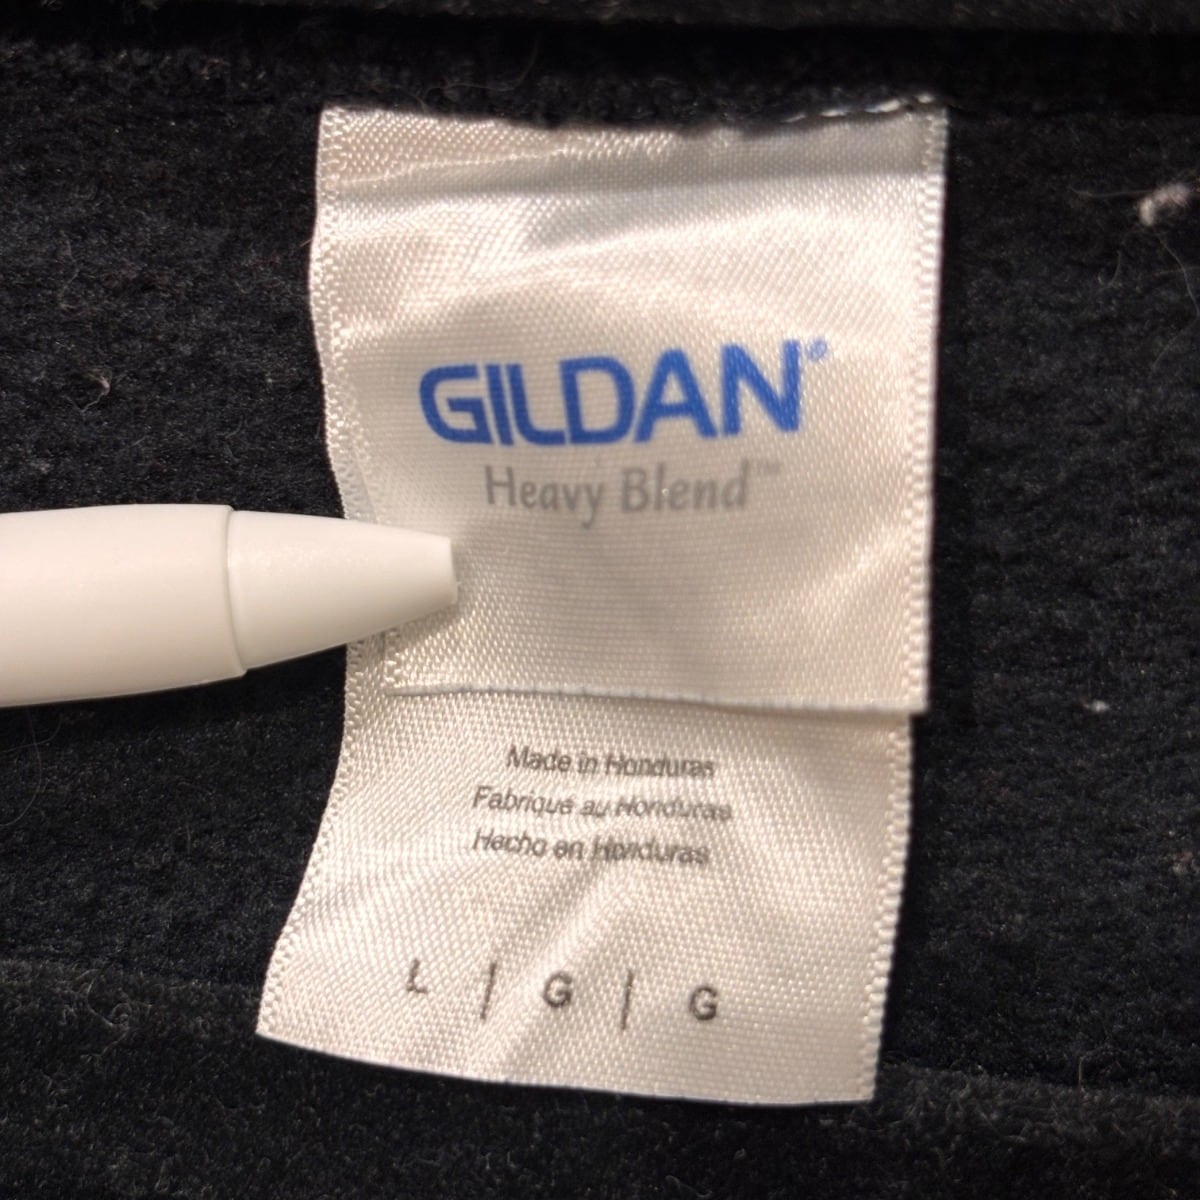 GILDAN®
Heavy Blend™
Made in Honduras
Fabriqué au Honduras
Hecho en Honduras
L | G | G